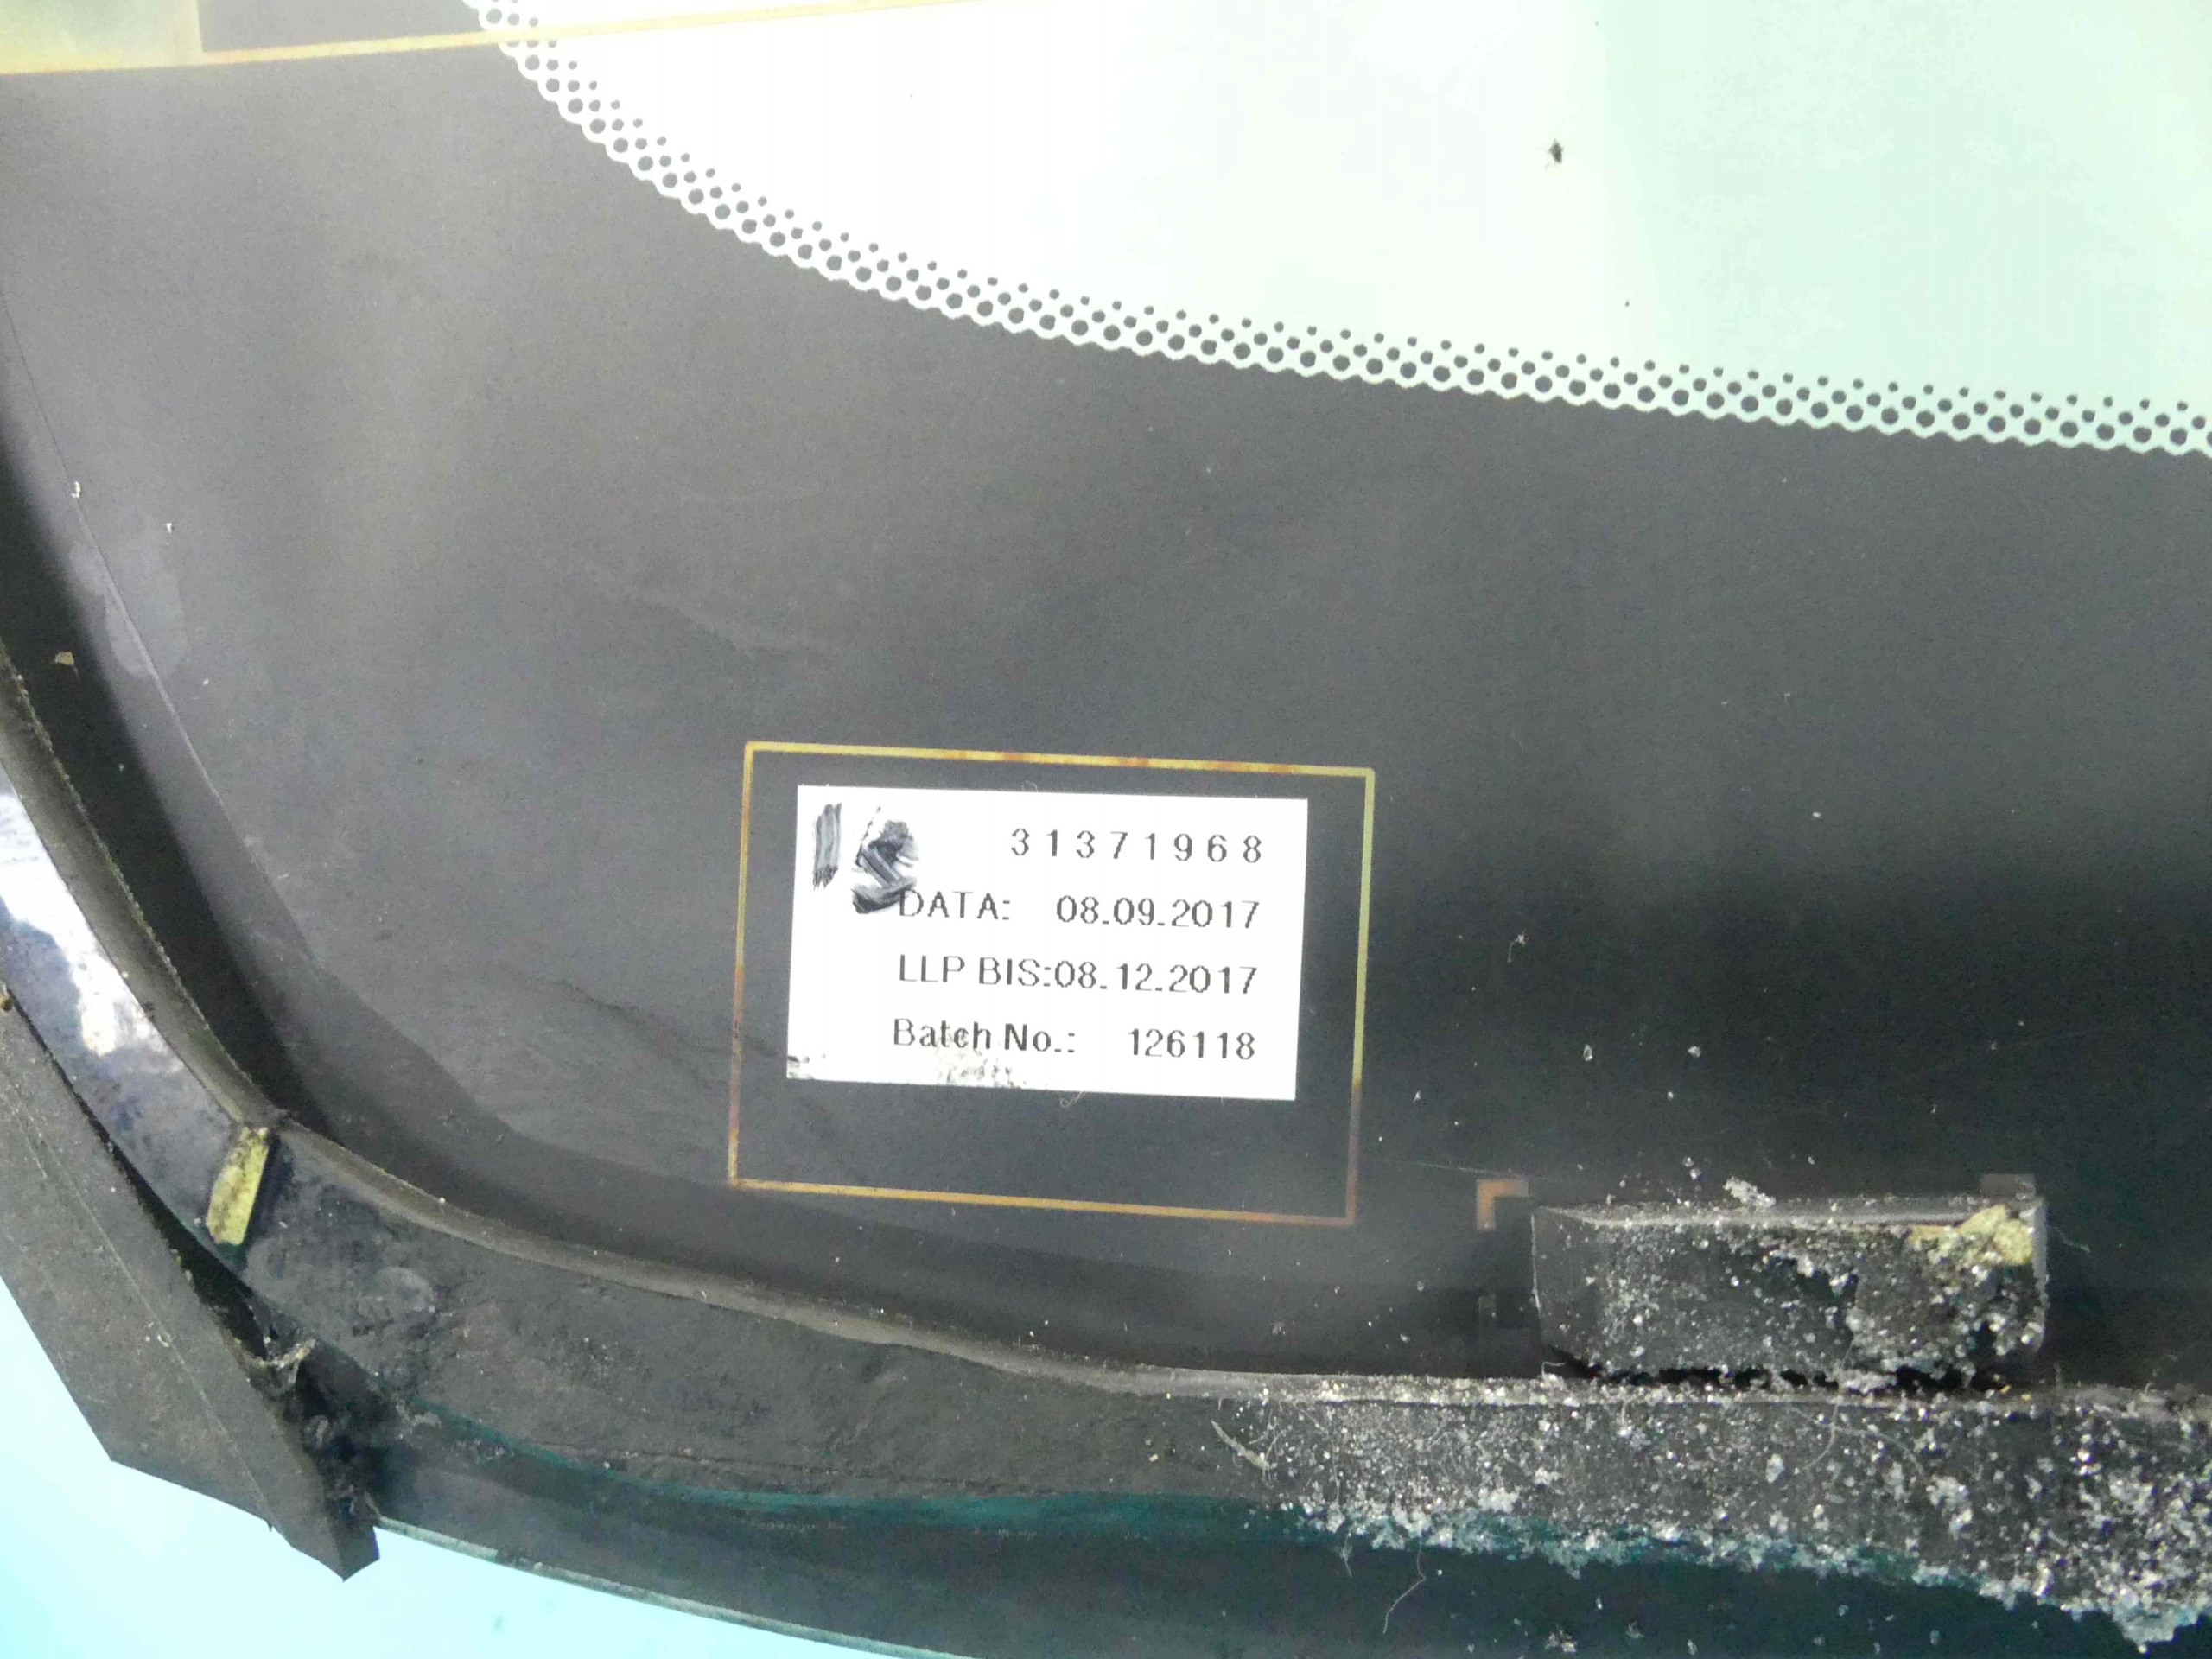 31371968
DATA: 08.09.2017
LLP BIS:08.12.2017
Batch No.: 126118